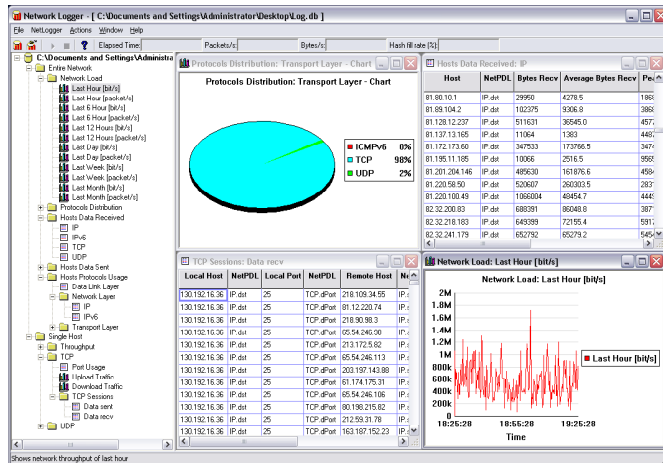 Network Logger - [ C:\Documents and Settings\Administrator\Desktop\Log.db ]
File NetLogger Actions Window Help
Elapsed Time: Packets/s: Bytes/s: Hash fill rate (%):
C:\Documents and Settings\Administra
Entire Network
Network Load
Last Hour [bit/s]
Last Hour [packet/s]
Last 6 Hour [bit/s]
Last 6 Hour [packet/s]
Last 12 Hours [bit/s]
Last 12 Hours [packet/s]
Last Day [bit/s]
Last Day [packet/s]
Last Week [bit/s]
Last Week [packet/s]
Last Month [bit/s]
Last Month [packet/s]
Protocols Distribution
Hosts Data Received
IP
IPv6
TCP
UDP
Hosts Data Sent
Hosts Protocols Usage
Data Link Layer
Network Layer
IP
IPv6
Transport Layer
Single Host
Throughput
TCP
Port Usage
Upload Traffic
Download Traffic
TCP Sessions
Data sent
Data recv
UDP
Protocols Distribution: Transport Layer - Chart
Protocols Distribution: Transport Layer - Chart
ICMPv6 0%
TCP 98%
UDP 2%
Hosts Data Received: IP
Host NetPDL Bytes Recv Average Bytes Recv
81.80.10.1 IP.dst 29950 4278.5
81.89.104.2 IP.dst 102375 9306.8
81.128.12.237 IP.dst 511631 36545.0
81.137.13.165 IP.dst 11064 1383
81.172.173.60 IP.dst 347533 173766.5
81.195.11.185 IP.dst 10066 2516.5
81.201.204.146 IP.dst 485630 161876.6
81.220.58.50 IP.dst 520607 260303.5
81.220.100.49 IP.dst 1066004 48454.7
82.32.200.83 IP.dst 688391 86048.8
82.32.218.183 IP.dst 649399 72155.4
82.32.241.179 IP.dst 652792 65279.2
TCP Sessions: Data recv
Local Host NetPDL Local Port NetPDL Remote Host
130.192.16.36 IP.dst 25 TCP.dPort 218.109.34.55
130.192.16.36 IP.dst 25 TCP.dPort 81.12.220.74
130.192.16.36 IP.dst 25 TCP.dPort 218.90.98.3
130.192.16.36 IP.dst 25 TCP.dPort 65.54.246.98
130.192.16.36 IP.dst 25 TCP.dPort 213.172.5.82
130.192.16.36 IP.dst 25 TCP.dPort 65.54.246.113
130.192.16.36 IP.dst 25 TCP.dPort 203.197.143.88
130.192.16.36 IP.dst 25 TCP.dPort 61.174.175.31
130.192.16.36 IP.dst 25 TCP.dPort 65.54.246.106
130.192.16.36 IP.dst 25 TCP.dPort 80.198.215.82
130.192.16.36 IP.dst 25 TCP.dPort 212.59.31.78
130.192.16.36 IP.dst 25 TCP.dPort 163.187.152.23
Network Load: Last Hour [bit/s]
Network Load: Last Hour [bit/s]
2M
1.8M
1.6M
1.4M
1.2M
1M
800k
600k
400k
200k
0
Last Hour [bit/s]
18:25:28 18:55:28 19:25:28
Time
Shows network throughput of last hour